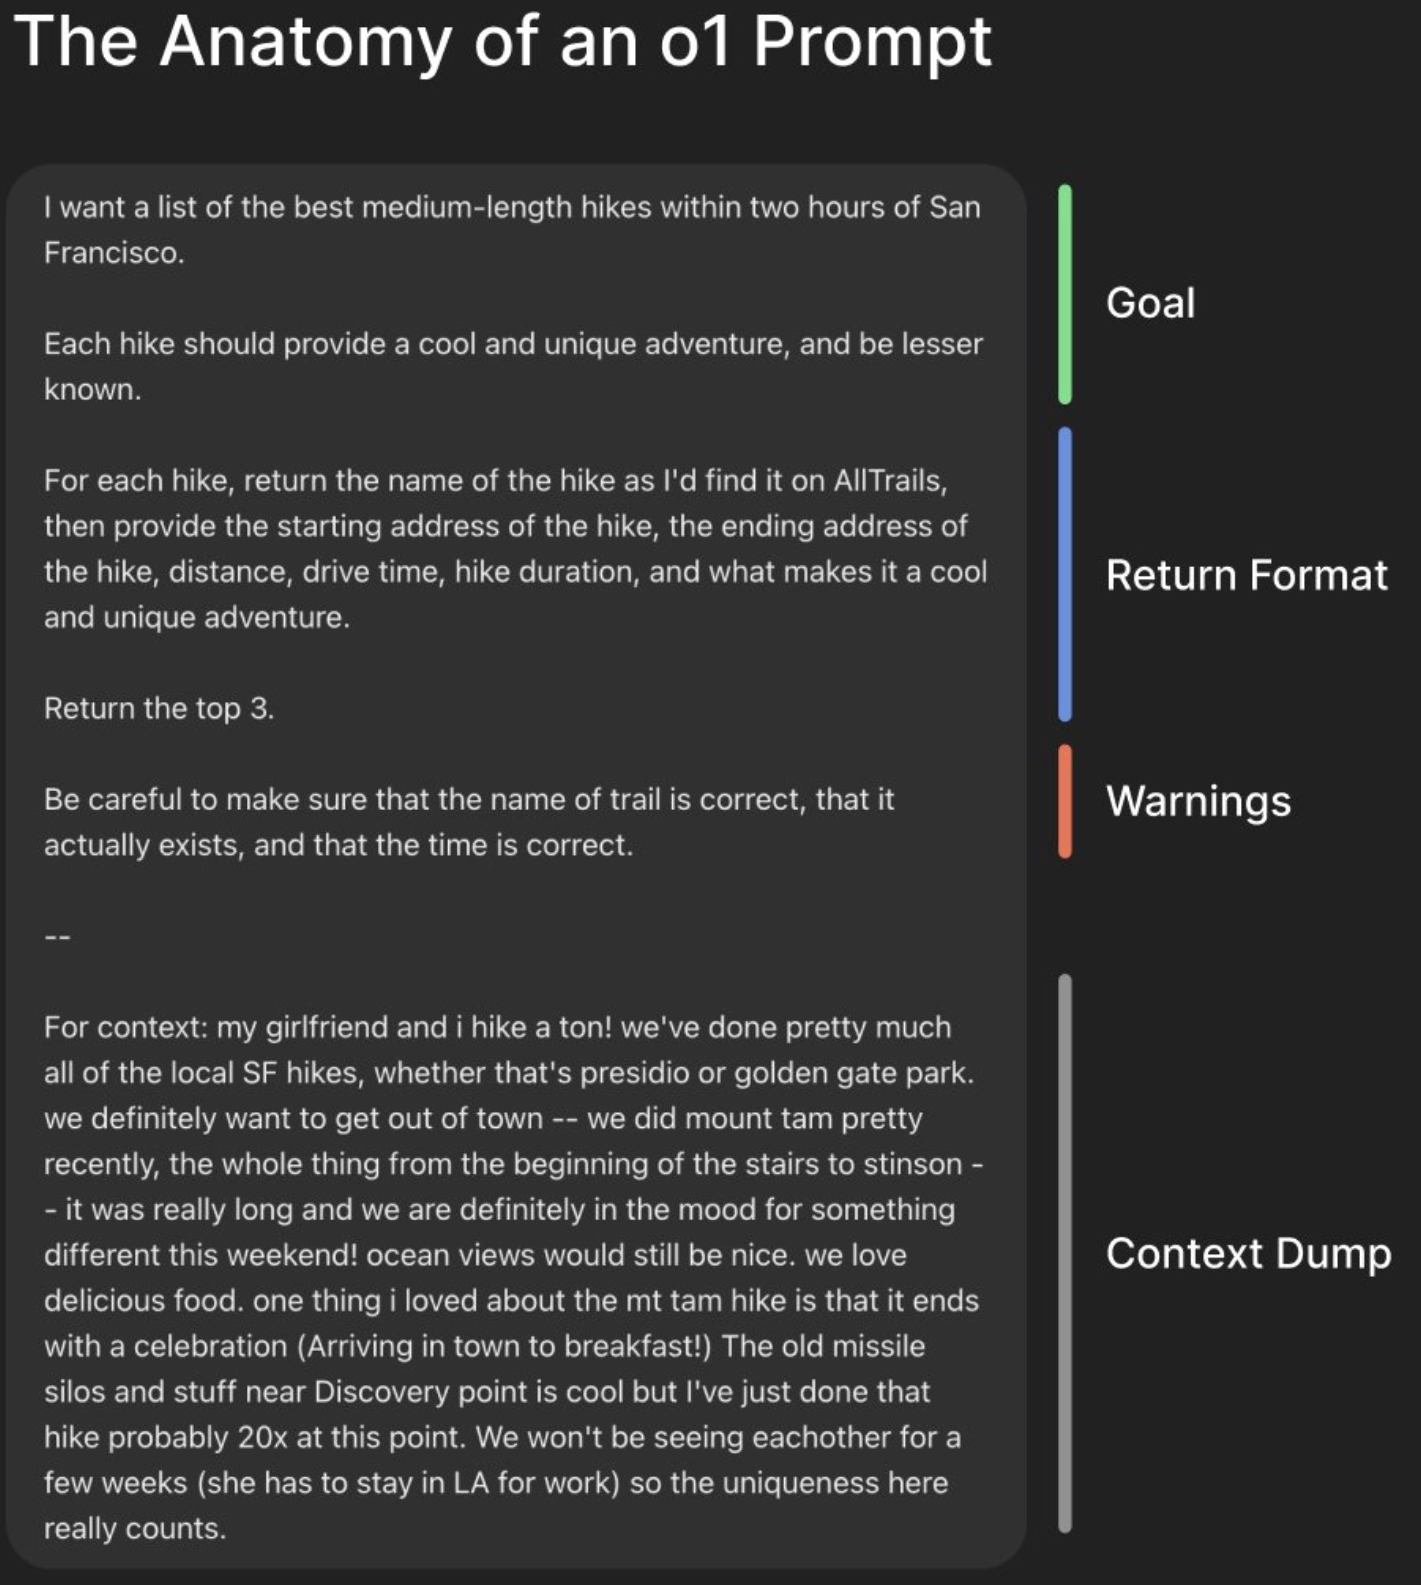 The Anatomy of an o1 Prompt
I want a list of the best medium-length hikes within two hours of San
Francisco.
Each hike should provide a cool and unique adventure, and be lesser
known.
Goal
For each hike, return the name of the hike as I'd find it on AllTrails,
then provide the starting address of the hike, the ending address of
the hike, distance, drive time, hike duration, and what makes it a cool
and unique adventure.
Return the top 3.
Return Format
Be careful to make sure that the name of trail is correct, that it
actually exists, and that the time is correct.
Warnings
--
For context: my girlfriend and i hike a ton! we've done pretty much
all of the local SF hikes, whether that's presidio or golden gate park.
we definitely want to get out of town -- we did mount tam pretty
recently, the whole thing from the beginning of the stairs to stinson -
- it was really long and we are definitely in the mood for something
different this weekend! ocean views would still be nice. we love
delicious food. one thing i loved about the mt tam hike is that it ends
with a celebration (Arriving in town to breakfast!) The old missile
silos and stuff near Discovery point is cool but I've just done that
hike probably 20x at this point. We won't be seeing eachother for a
few weeks (she has to stay in LA for work) so the uniqueness here
really counts.
Context Dump